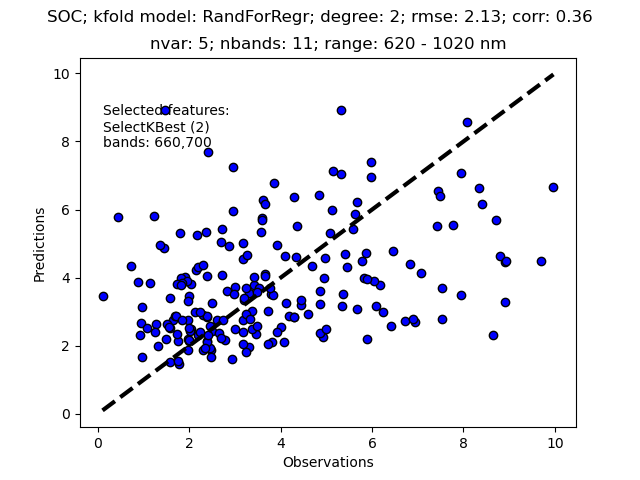 SOC; kfold model: RandForRegr; degree: 2; rmse: 2.13; corr: 0.36
nvar: 5; nbands: 11; range: 620 - 1020 nm
Selected features:
SelectKBest (2)
bands: 660,700
Predictions
10
8
6
4
2
0
0 2 4 6 8 10
Observations